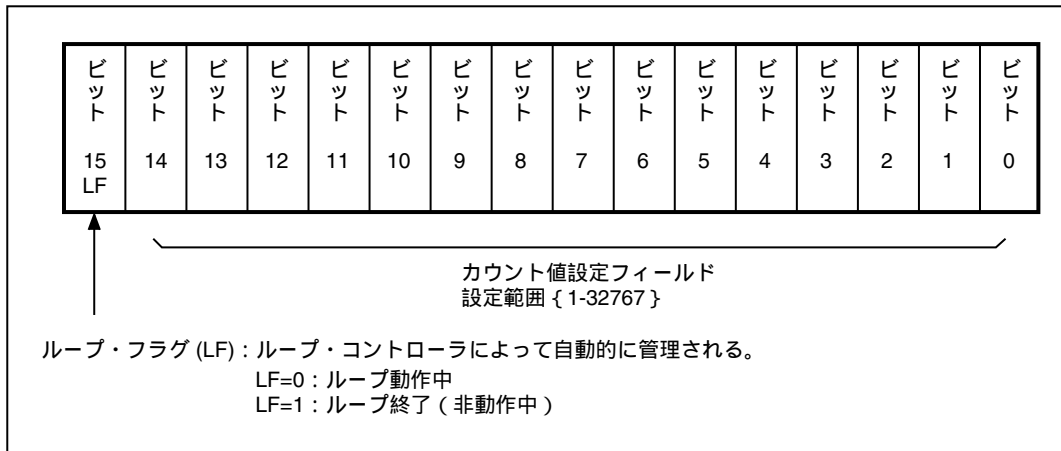 ビット ビット ビット ビット ビット ビット ビット ビット ビット ビット ビット ビット ビット ビット ビット ビット
15 14 13 12 11 10 9 8 7 6 5 4 3 2 1 0
LF
カウント値設定フィールド
設定範囲 { 1-32767 }
ループ・フラグ (LF) : ループ・コントローラによって自動的に管理される。
LF=0 : ループ動作中
LF=1 : ループ終了 ( 非動作中 )